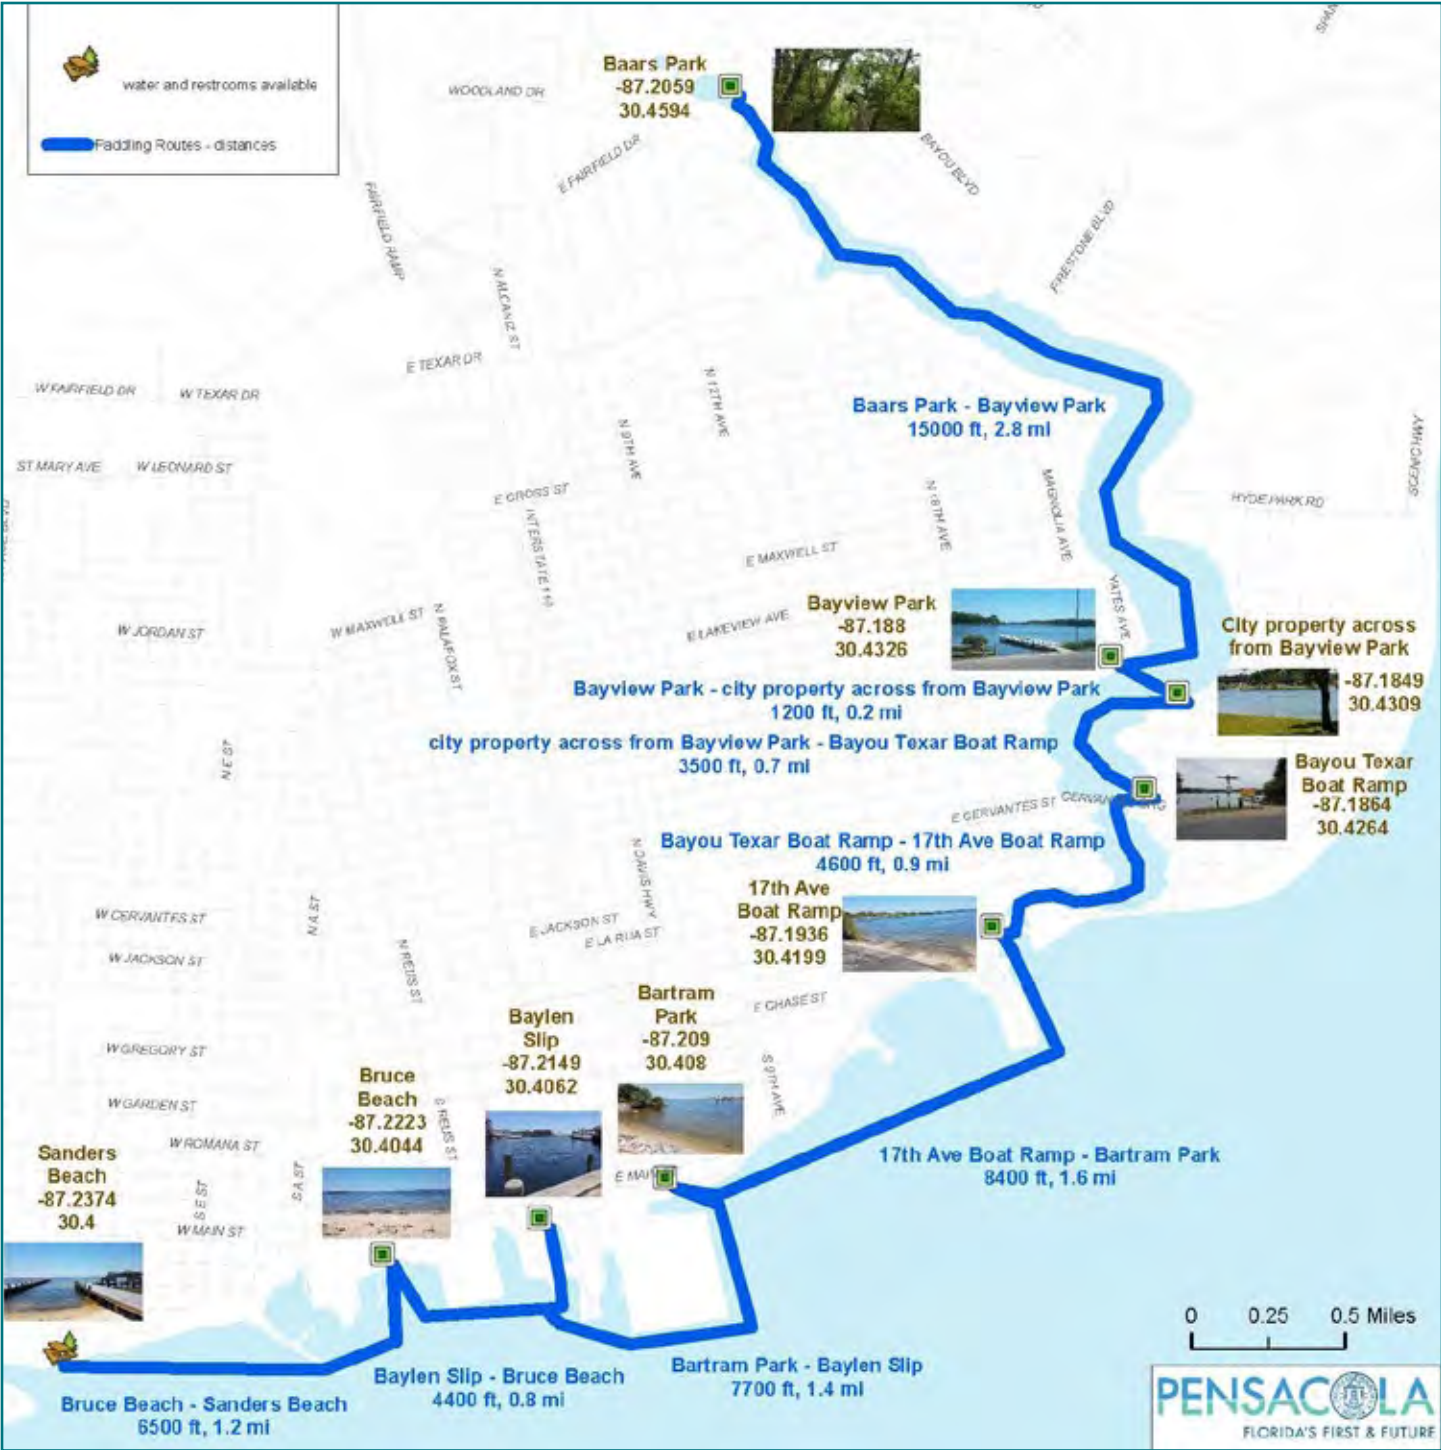 water and restrooms available
Paddling Routes - distances
Baars Park
-87.2059
30.4594
WOODLAND DR
E FAIRFIELD DR
BAYOU BLVD
FAIRFIELD RAMP
N ALCANIZ ST
FIRESTONE BLVD
E TEXAR DR
W FAIRFIELD DR
W TEXAR DR
N 12TH AVE
N 9TH AVE
Baars Park - Bayview Park
15000 ft, 2.8 mi
ST MARY AVE
W LEONARD ST
E CROSS ST
INTERSTATE 110
N 18TH AVE
MAGNOLIA AVE
HYDE PARK RD
SCENIC HWY
E MAXWELL ST
W JORDAN ST
W MAXWELL ST
N PALAFOX ST
E LAKEVIEW AVE
YATES AVE
Bayview Park
-87.188
30.4326
City property across
from Bayview Park
-87.1849
30.4309
Bayview Park - city property across from Bayview Park
1200 ft, 0.2 mi
city property across from Bayview Park - Bayou Texar Boat Ramp
3500 ft, 0.7 mi
N E ST
Bayou Texar
Boat Ramp
-87.1864
30.4264
E CERVANTES ST
Bayou Texar Boat Ramp - 17th Ave Boat Ramp
4600 ft, 0.9 mi
N DAVIS HWY
17th Ave
Boat Ramp
-87.1936
30.4199
W CERVANTES ST
N A ST
E JACKSON ST
E LA RUA ST
W JACKSON ST
N REUS ST
E CHASE ST
Bartram
Park
-87.209
30.408
Baylen
Slip
-87.2149
30.4062
W GREGORY ST
S 9TH AVE
Bruce
Beach
-87.2223
30.4044
W GARDEN ST
S REUS ST
W ROMANA ST
Sanders
Beach
-87.2374
30.4
S E ST
S A ST
W MAIN ST
E MAI
17th Ave Boat Ramp - Bartram Park
8400 ft, 1.6 mi
Bartram Park - Baylen Slip
7700 ft, 1.4 mi
Baylen Slip - Bruce Beach
4400 ft, 0.8 mi
Bruce Beach - Sanders Beach
6500 ft, 1.2 mi
0 0.25 0.5 Miles
PENSACOLA
FLORIDA'S FIRST & FUTURE